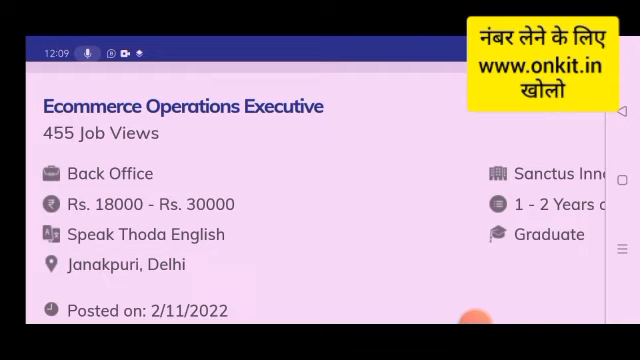 नंबर लेने के लिए
www.onkit.in
खोलो
12:09
Ecommerce Operations Executive
455 Job Views
Back Office
Sanctus
Rs. 18000 - Rs. 30000
1 - 2 Years
Speak Thoda English
Graduate
Janakpuri, Delhi
Posted on: 2/11/2022